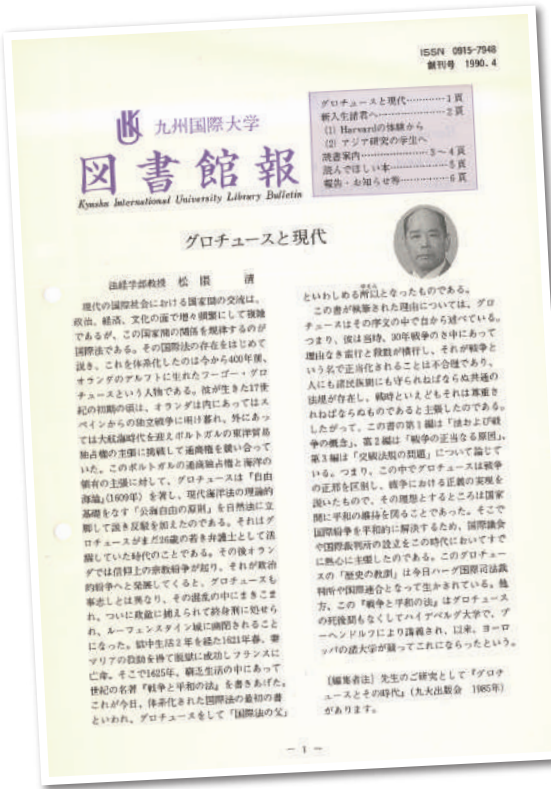 ISSN 0915-7948
創刊号 1990.4
九州国際大学
図書館報
Kyushu International University Library Bulletin
グロチュースと現代…………1頁
新入生諸君へ…………2頁
(1) Harvardの体験から
(2) アジア研究の学生へ
読書案内…………3〜4頁
読んでほしい本…………5頁
報告・お知らせ等…………6頁
グロチュースと現代
法経学部教授 松隈 清
現代の国際社会における国家間の交流は、
政治、経済、文化の面で増々頻繁にして複雑
であるが、この国家間の関係を規律するのが
国際法である。その国際法の存在をはじめて
説き、これを体系化したのは今から400年前、
オランダのデルフトに生れたフーゴー・グロ
チュースという人物である。彼が生きた17世
紀の初期の頃は、オランダは内にあってはス
ペインからの独立戦争に明け暮れ、外にあっ
ては大航海時代を迎えポルトガルの東洋貿易
独占権の主張に挑戦して通商権を競い合って
いた。このポルトガルの通商独占権と海洋の
領有の主張に対して、グロチュースは『自由
海論』(1609年)を著し、現代海洋法の理論的
基礎をなす「公海自由の原則」を自然法に立
脚して説き反駁を加えたのである。それはグ
ロチュースがまだ26歳の若き弁護士として活
躍していた時代のことである。その後オラン
ダでは信仰上の宗教紛争が起り、それが政治
的紛争へと発展してくると、グロチュースも
事志しとは異なり、その混乱の中にまきこま
れ、ついに政敵に捕えられて終身刑に処せら
れ、ルーフェンスタイン城に幽閉されること
になった。獄中生活2年を経た1621年春、妻
マリアの救助を得て脱獄に成功しフランスに
亡命。そこで1625年、窮乏生活の中にあって
世紀の名著『戦争と平和の法』を書きあげた。
これが今日、体系化された国際法の最初の書
といわれ、グロチュースをして「国際法の父」
といわしめる所以となったものである。
この書が執筆された理由については、グロ
チュースはその序文の中で自から述べている。
つまり、彼は当時、30年戦争のさ中にあって
理由なき蛮行と殺戮が横行し、それが戦争と
いう名で正当化されることは不合理であり、
人にも諸民族間にも守られねばならぬ共通の
法規が存在し、戦時といえどもそれは尊重さ
れねばならぬものであると主張したのである。
したがって、この書の第1編は「法および戦
争の概念」、第2編は「戦争の正当なる原因」、
第3編は「交戦法規の問題」について論じて
いる。つまり、この中でグロチュースは戦争
の正邪を区別し、戦争における正義の実現を
説いたもので、その理想とするところは国家
間に平和の維持を図ることであった。そこで
国際紛争を平和的に解決するため、国際議会
や国際裁判所の設立をこの時代においてすで
に熱心に主張したのである。このグロチュー
スの「歴史の教訓」は今日ハーグ国際司法裁
判所や国際連合となって生かされている。他
方、この『戦争と平和の法』はグロチュース
の死後間もなくしてハイデベルグ大学で、プ
ーヘンドルフにより講義され、以来、ヨーロ
ッパの諸大学が競ってこれにならったという。
〔編集者注〕先生のご研究として『グロチ
ュースとその時代』(九大出版会 1985年)
があります。
− 1 −